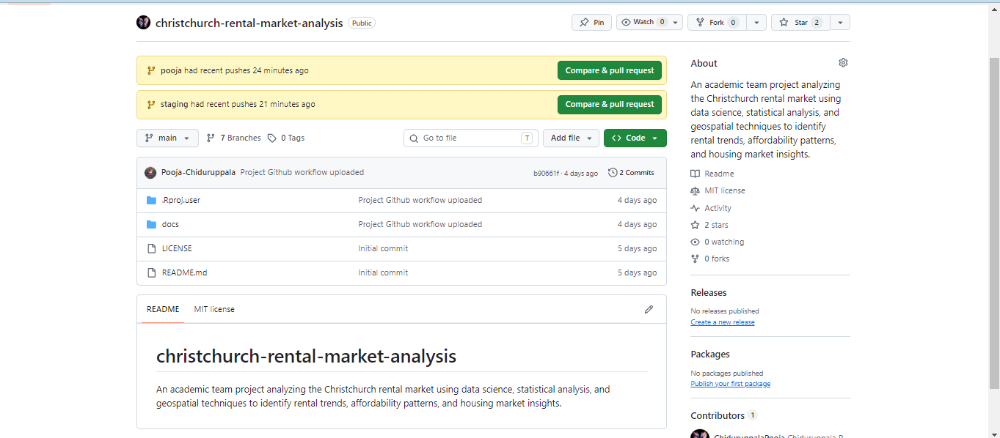 christchurch-rental-market-analysis Public Pin Watch 0 Fork 0 Star 2
pooja had recent pushes 24 minutes ago Compare & pull request
staging had recent pushes 21 minutes ago Compare & pull request
main 7 Branches 0 Tags Go to file T Add file <> Code
Pooja-Chiduruppala Project Github workflow uploaded b90661f · 4 days ago 2 Commits
.Rproj.user Project Github workflow uploaded 4 days ago
docs Project Github workflow uploaded 4 days ago
LICENSE Initial commit 5 days ago
README.md Initial commit 5 days ago
README MIT license
christchurch-rental-market-analysis
An academic team project analyzing the Christchurch rental market using data science, statistical analysis, and
geospatial techniques to identify rental trends, affordability patterns, and housing market insights.
About
An academic team project analyzing
the Christchurch rental market using
data science, statistical analysis, and
geospatial techniques to identify
rental trends, affordability patterns,
and housing market insights.
Readme
MIT license
Activity
2 stars
0 watching
0 forks
Releases
No releases published
Create a new release
Packages
No packages published
Publish your first package
Contributors 1
ChiduruppalaPooja Chiduruppala P